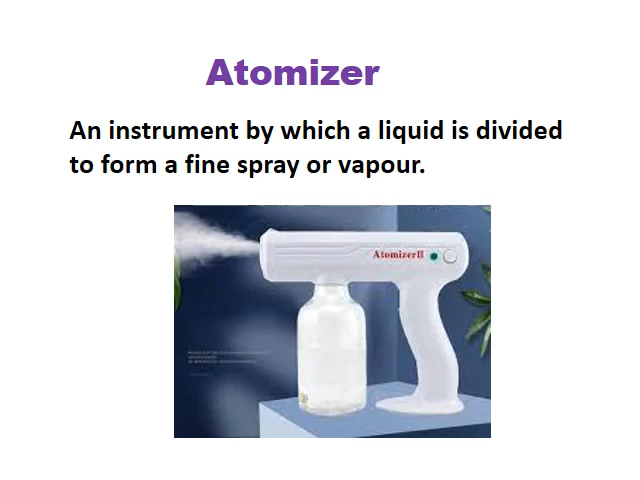 Atomizer
An instrument by which a liquid is divided
to form a fine spray or vapour.
AtomizerII